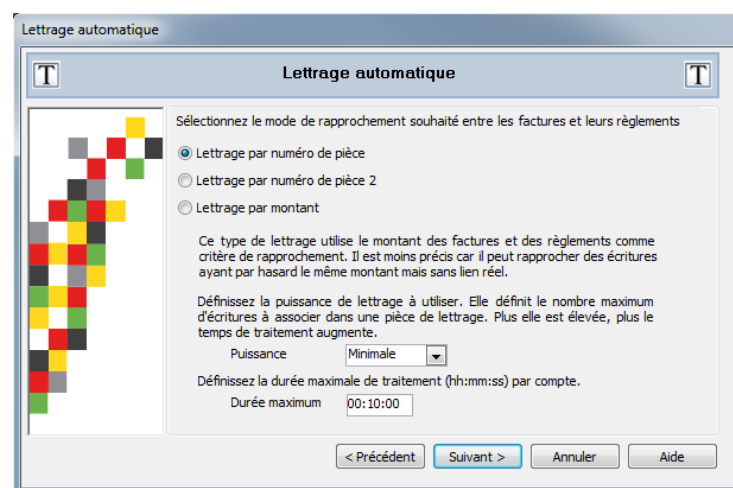 Lettrage automatique
T
Lettrage automatique
T
Sélectionnez le mode de rapprochement souhaité entre les factures et leurs règlements
Lettrage par numéro de pièce
Lettrage par numéro de pièce 2
Lettrage par montant
Ce type de lettrage utilise le montant des factures et des règlements comme
critère de rapprochement. Il est moins précis car il peut rapprocher des écritures
ayant par hasard le même montant mais sans lien réel.
Définissez la puissance de lettrage à utiliser. Elle définit le nombre maximum
d'écritures à associer dans une pièce de lettrage. Plus elle est élevée, plus le
temps de traitement augmente.
Puissance Minimale
Définissez la durée maximale de traitement (hh:mm:ss) par compte.
Durée maximum 00:10:00
< Précédent Suivant > Annuler Aide